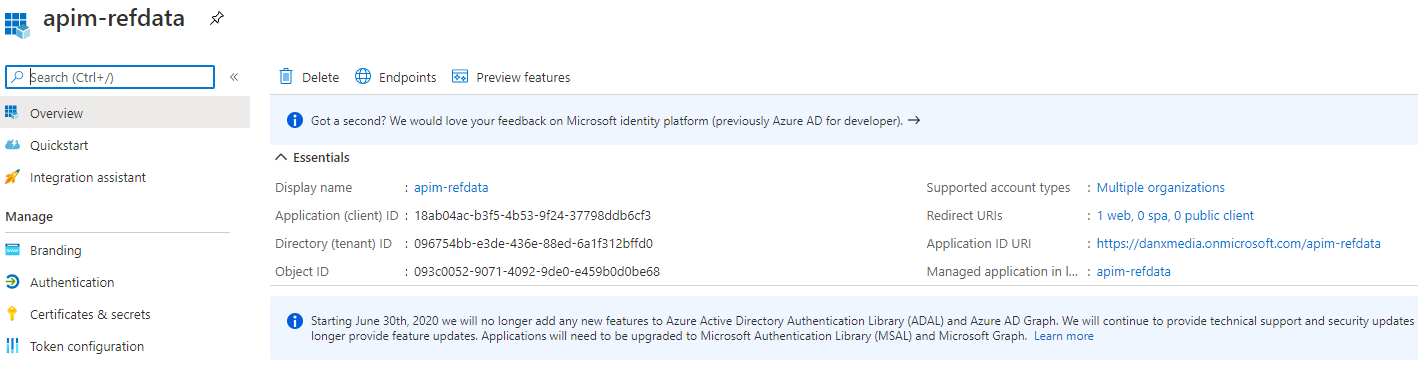 apim-refdata
Search (Ctrl+/)
«
Overview
Quickstart
Integration assistant
Manage
Branding
Authentication
Certificates & secrets
Token configuration
Delete Endpoints Preview features
Got a second? We would love your feedback on Microsoft identity platform (previously Azure AD for developer). →
Essentials
Display name : apim-refdata
Application (client) ID : 18ab04ac-b3f5-4b53-9f24-37798ddb6cf3
Directory (tenant) ID : 096754bb-e3de-436e-88ed-6a1f312bffd0
Object ID : 093c0052-9071-4092-9de0-e459b0d0be68
Supported account types : Multiple organizations
Redirect URIs : 1 web, 0 spa, 0 public client
Application ID URI : https://danxmedia.onmicrosoft.com/apim-refdata
Managed application in l... : apim-refdata
Starting June 30th, 2020 we will no longer add any new features to Azure Active Directory Authentication Library (ADAL) and Azure AD Graph. We will continue to provide technical support and security updates
longer provide feature updates. Applications will need to be upgraded to Microsoft Authentication Library (MSAL) and Microsoft Graph. Learn more